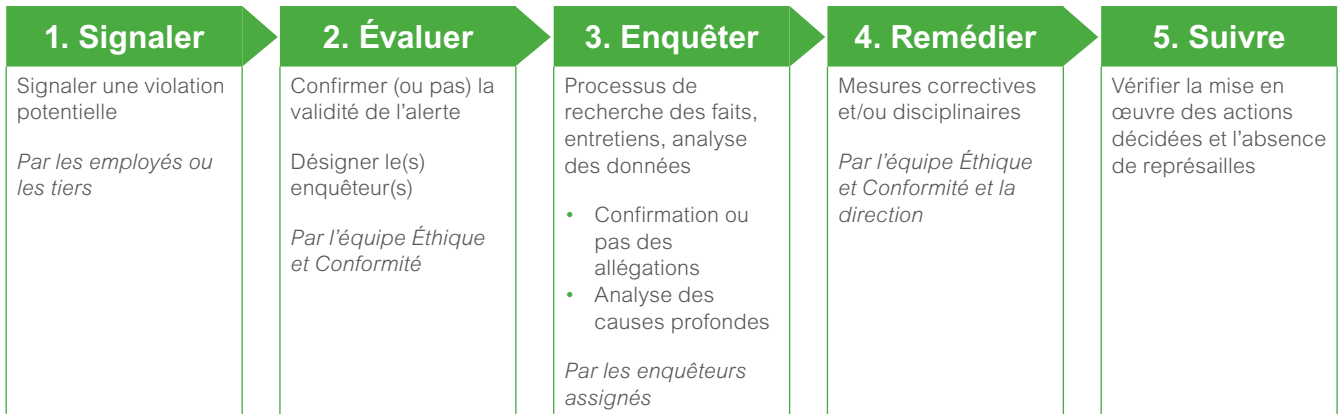 1. Signaler
Signaler une violation
potentielle
Par les employés ou
les tiers
2. Évaluer
Confirmer (ou pas) la
validité de l’alerte
Désigner le(s)
enquêteur(s)
Par l’équipe Éthique
et Conformité
3. Enquêter
Processus de
recherche des faits,
entretiens, analyse
des données
• Confirmation ou
pas des
allégations
• Analyse des
causes profondes
Par les enquêteurs
assignés
4. Remédier
Mesures correctives
et/ou disciplinaires
Par l’équipe Éthique
et Conformité et la
direction
5. Suivre
Vérifier la mise en
œuvre des actions
décidées et l’absence
de représailles